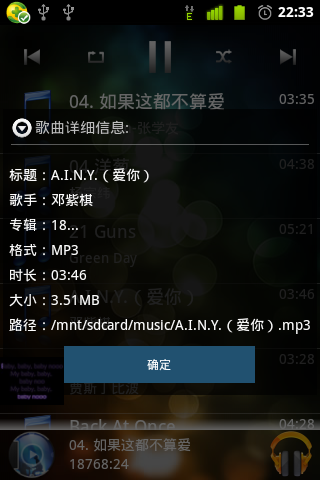 E 22:33
04. 如果这都不算爱 03:35
张学友
歌曲详细信息:
04. 洋葱 04:38
标题：A.I.N.Y.（爱你）
歌手：邓紫棋
专辑：18...
21 Guns 05:21
格式：MP3
Green Day
时长：03:46
A.I.N.Y.（爱你） 03:46
大小：3.51MB
路径：/mnt/sdcard/music/A.I.N.Y.（爱你）.mp3
确定
03:28
贾斯丁比波
Back At Once 04:28
04. 如果这都不算爱
18768:24